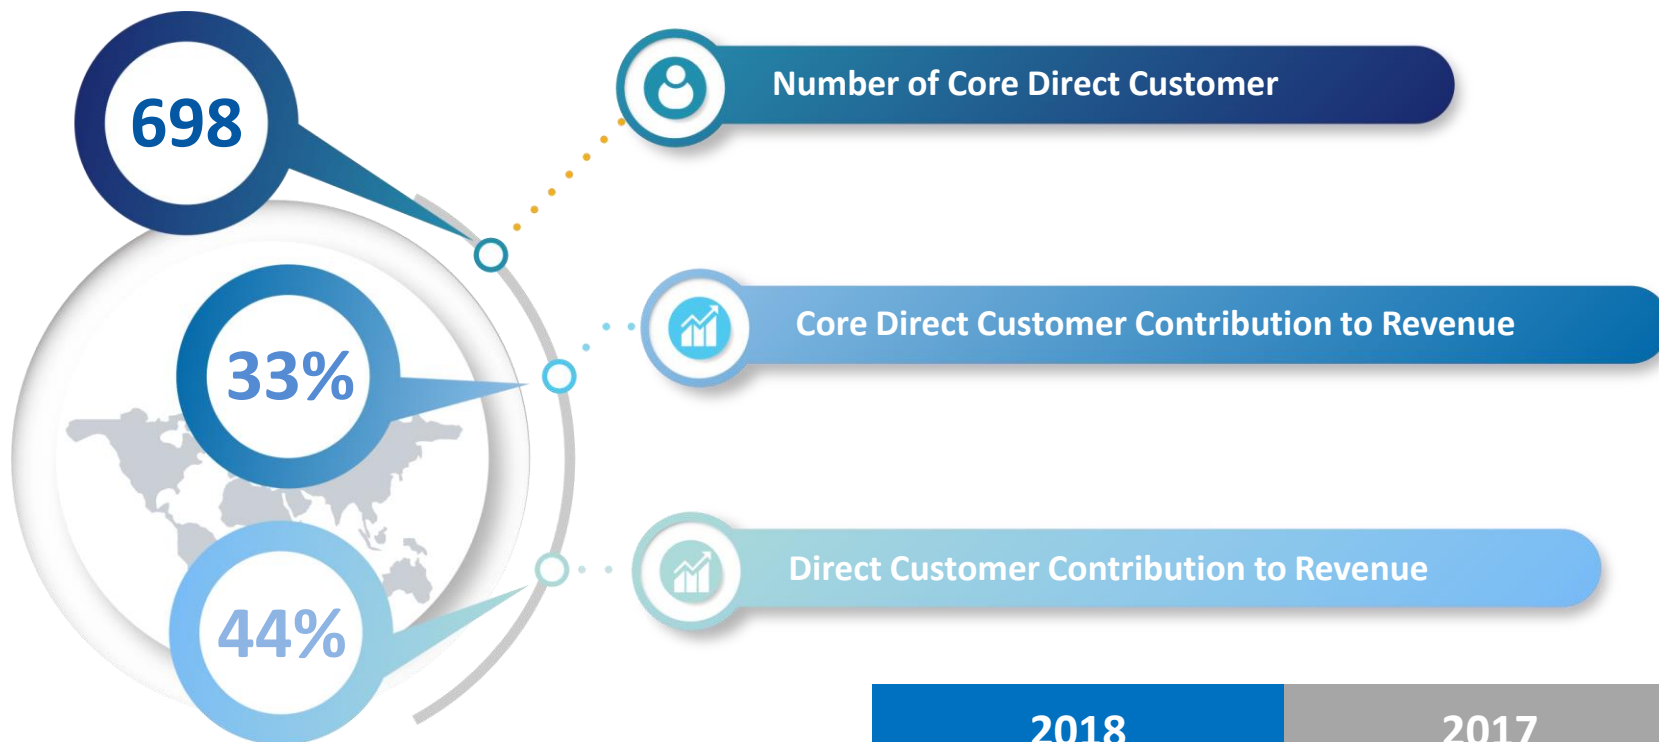 698
Number of Core Direct Customer
33%
Core Direct Customer Contribution to Revenue
44%
Direct Customer Contribution to Revenue
2018
2017